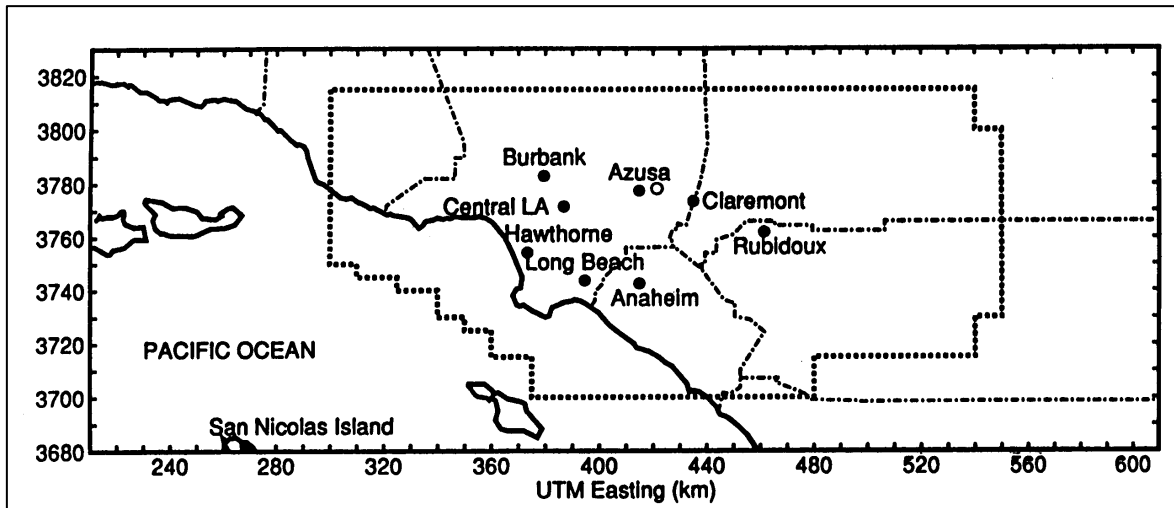 3820
3800
3780
3760
3740
3720
3700
3680
Burbank
Azusa
Central LA
Claremont
Hawthorne
Rubidoux
Long Beach
Anaheim
PACIFIC OCEAN
San Nicolas Island
240 280 320 360 400 440 480 520 560 600
UTM Easting (km)